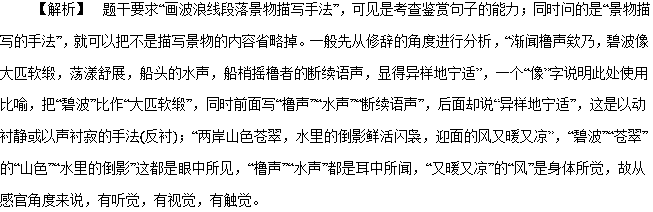 【解析】 题干要求“画波浪线段落景物描写手法”，可见是考查鉴赏句子的能力；同时问的是“景物描
写的手法”，就可以把不是描写景物的内容省略掉。一般先从修辞的角度进行分析，“渐闻橹声欸乃，碧波像
大匹软缎，荡漾舒展，船头的水声，船梢摇橹者的断续语声，显得异样地宁适”，一个“像”字说明此处使用
比喻，把“碧波”比作“大匹软缎”，同时前面写“橹声”“水声”“断续语声”，后面却说“异样地宁适”，这是以动
衬静或以声衬寂的手法(反衬)；“两岸山色苍翠，水里的倒影鲜活闪袅，迎面的风又暖又凉”，“碧波”“苍翠”
的“山色”“水里的倒影”这都是眼中所见，“橹声”“水声”都是耳中所闻，“又暖又凉”的“风”是身体所觉，故从
感官角度来说，有听觉，有视觉，有触觉。